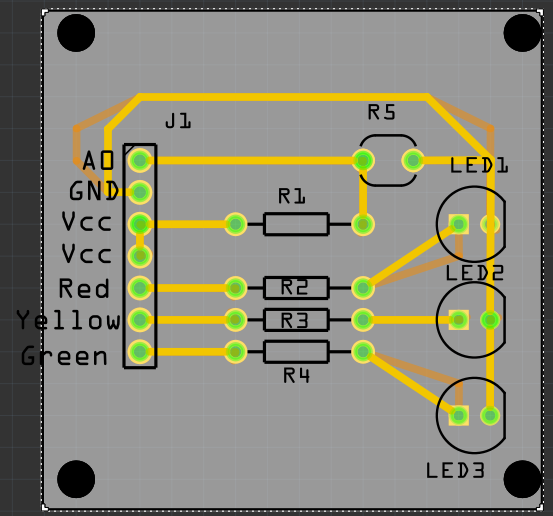 R5
J1
A0
LED1
GND
R1
Vcc
Vcc
LED2
Red
R2
Yellow
R3
Green
R4
LED3